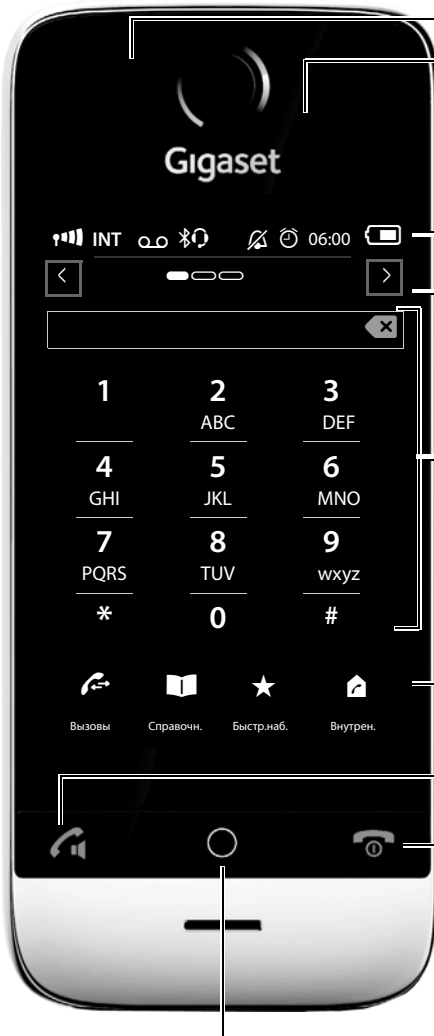 Gigaset
INT 06:00
1 2 3
ABC DEF
4 5 6
GHI JKL MNO
7 8 9
PQRS TUV wxyz
* 0 #
Вызовы Справочн. Быстр.наб. Внутрен.